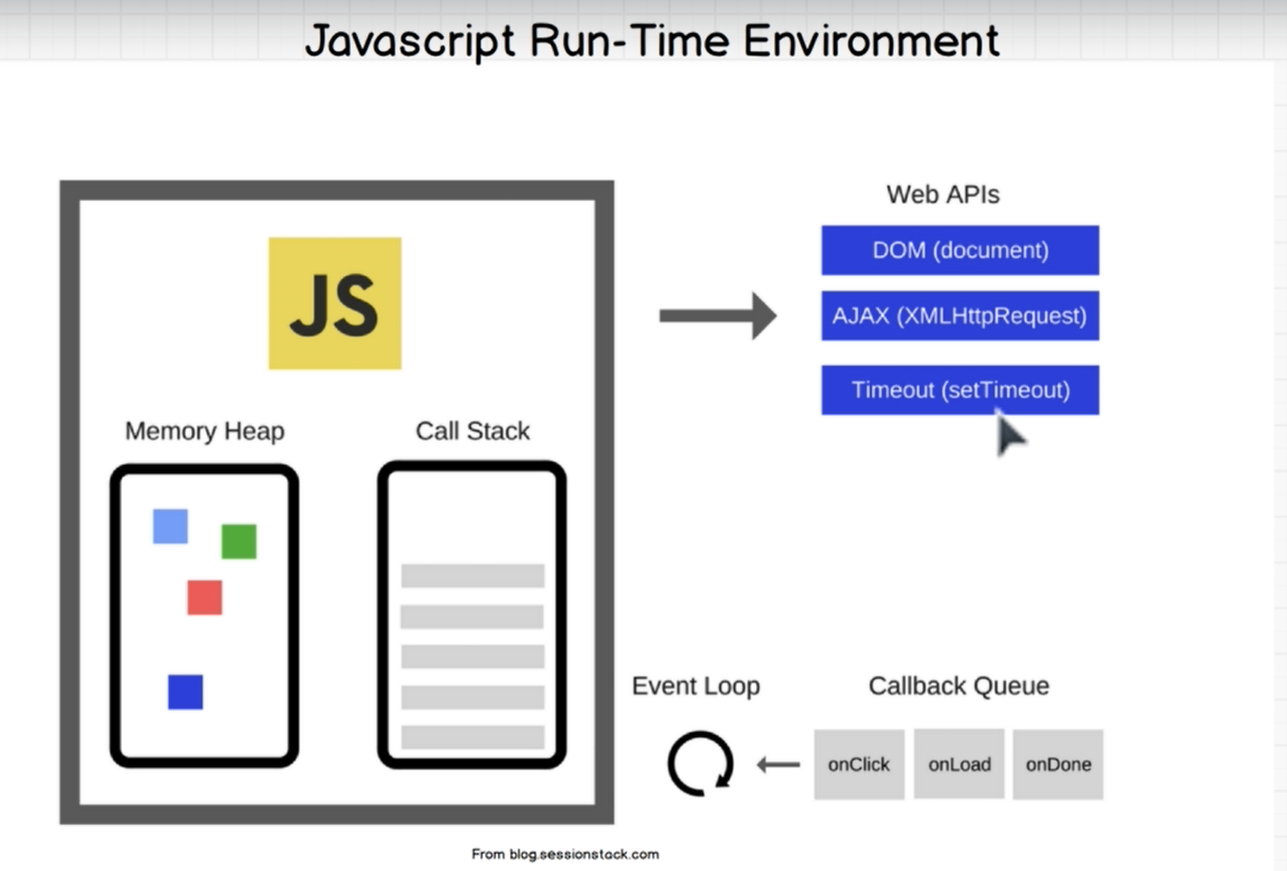 Javascript Run-Time Environment
JS
Memory Heap
Call Stack
Web APIs
DOM (document)
AJAX (XMLHttpRequest)
Timeout (setTimeout)
Event Loop
Callback Queue
onClick
onLoad
onDone
From blog.sessionstack.com